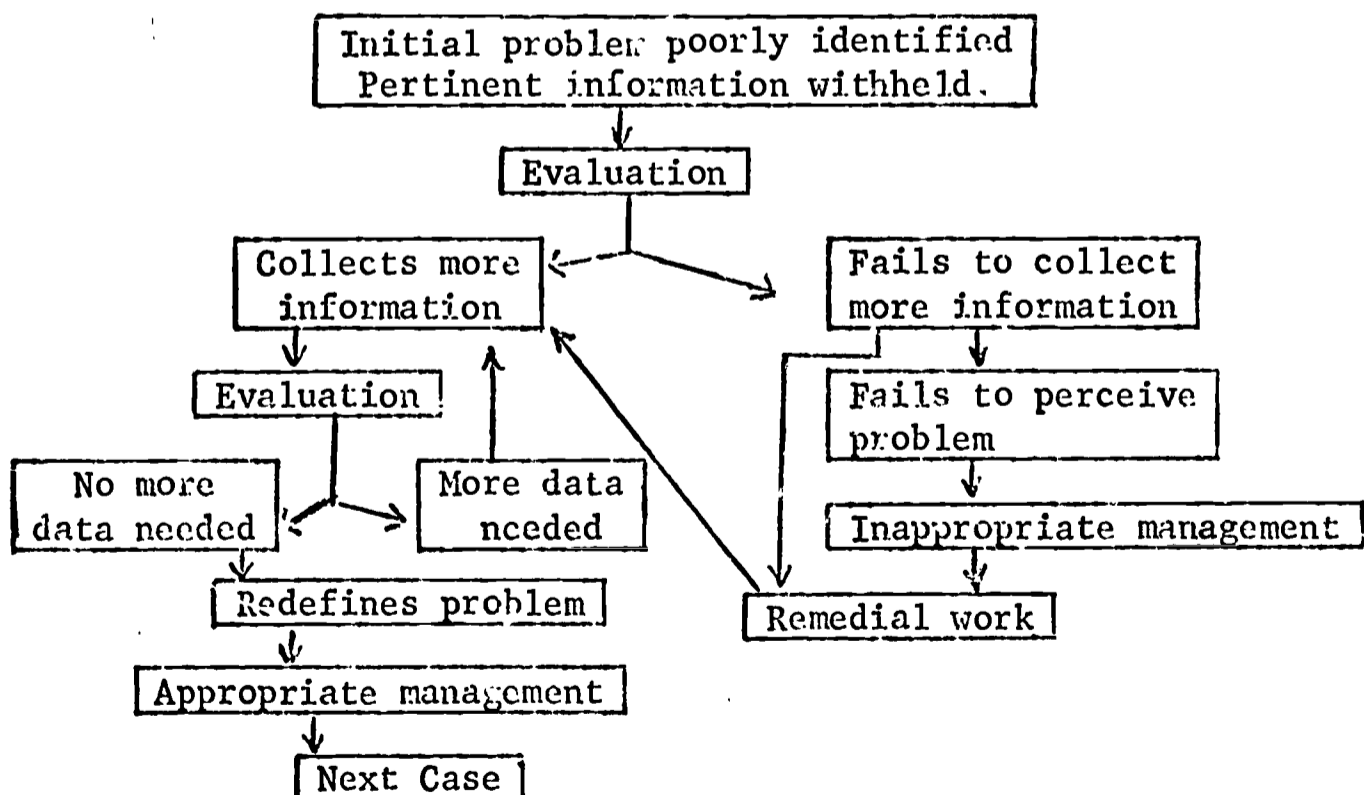 Initial problem poorly identified
Pertinent information withheld.
Evaluation
Collects more
information
Fails to collect
more information
Evaluation
Fails to perceive
problem
No more
data needed
More data
needed
Inappropriate management
Redefines problem
Remedial work
Appropriate management
Next Case